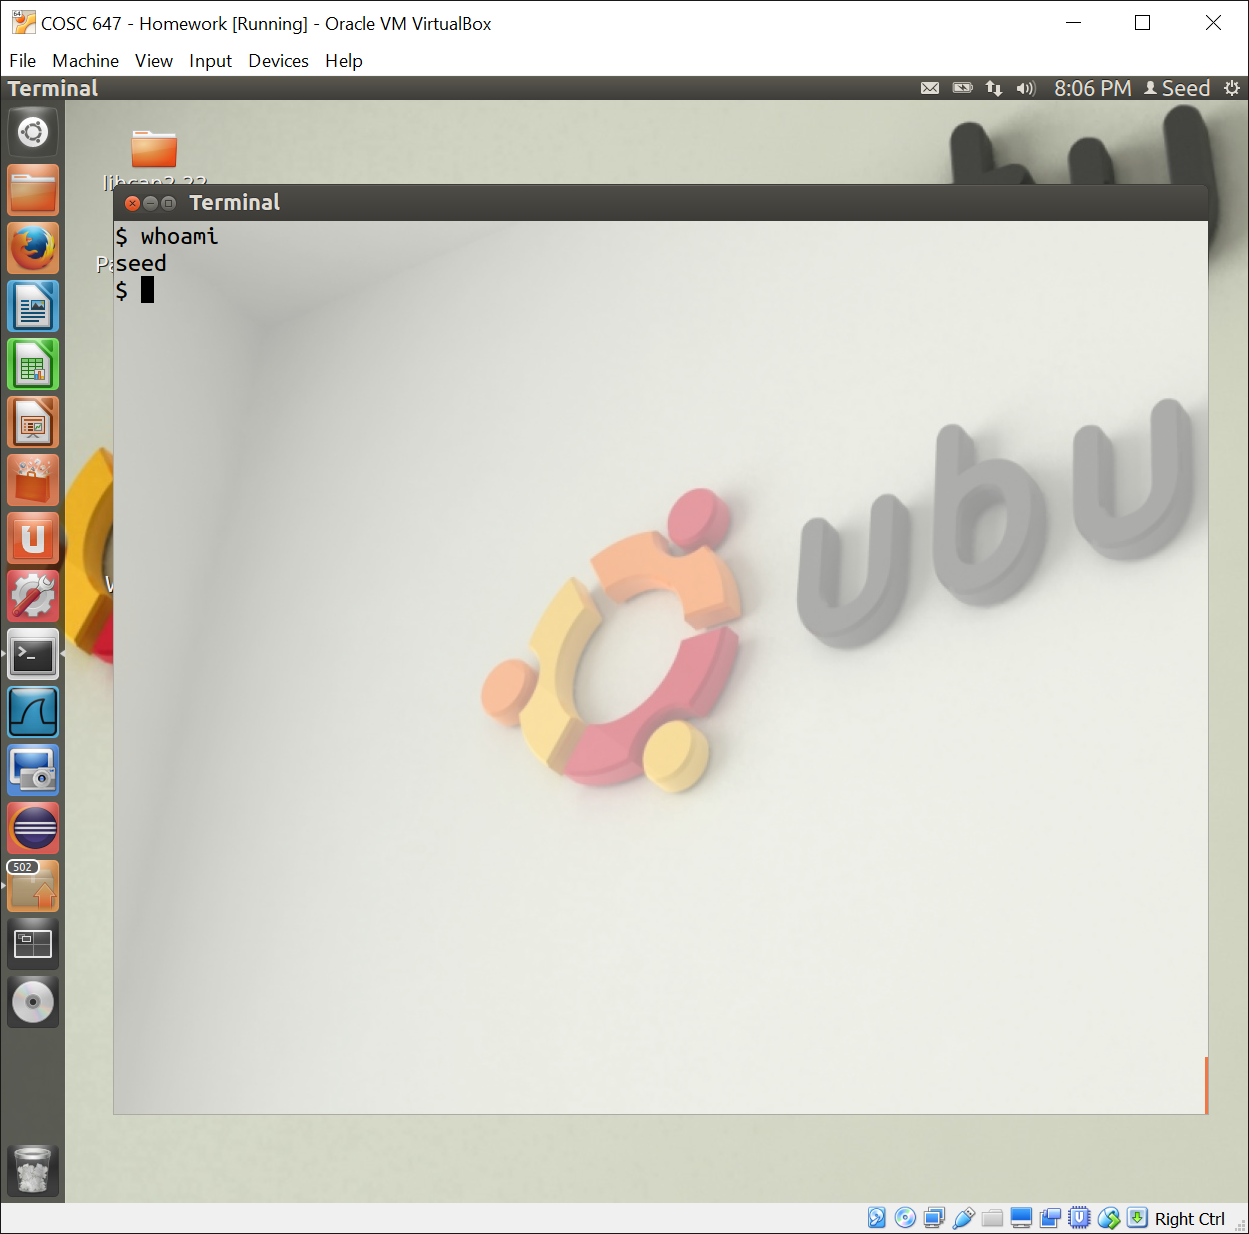 COSC 647 - Homework [Running] - Oracle VM VirtualBox
File Machine View Input Devices Help
Terminal 8:06 PM Seed
Terminal
$ whoami
seed
$
ubu
502
Right Ctrl